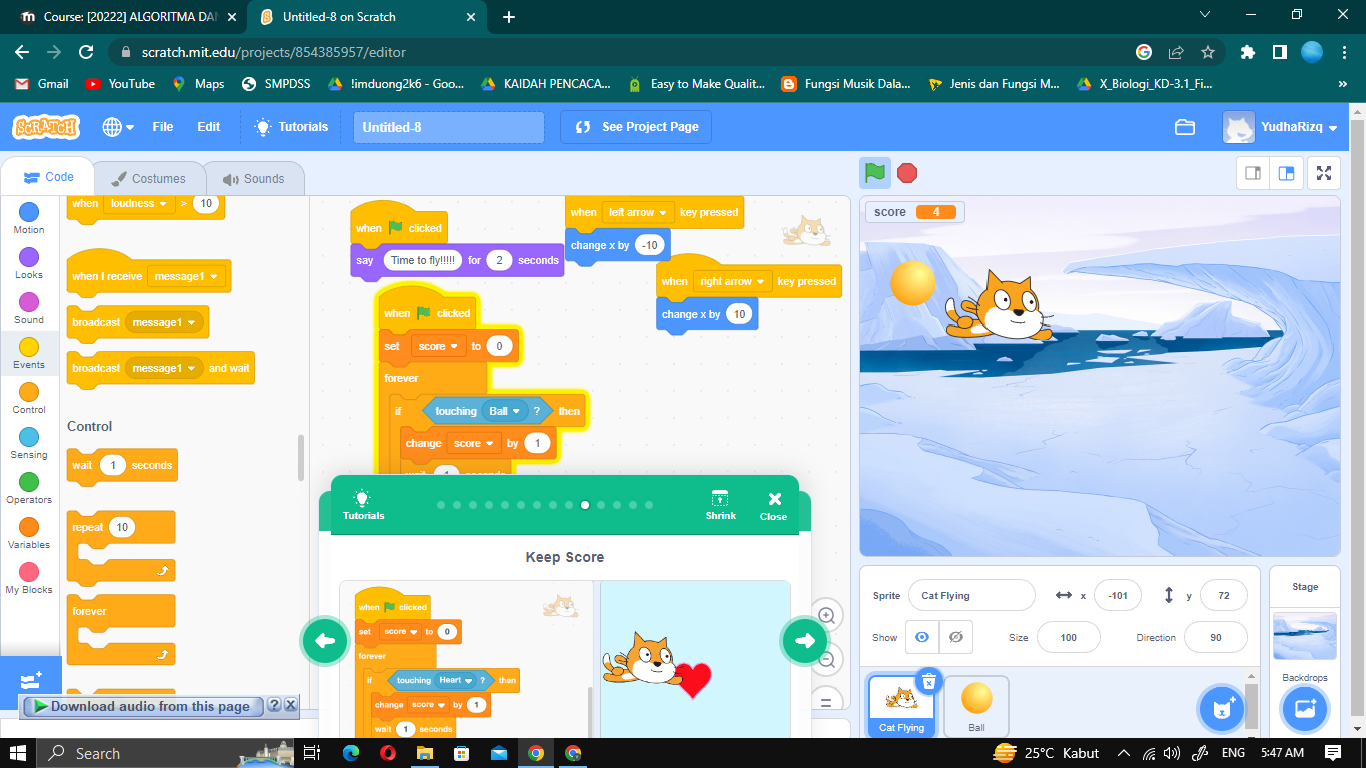 Course: [20222] ALGORITMA DAN
Untitled-8 on Scratch
scratch.mit.edu/projects/854385957/editor
Gmail
YouTube
Maps
SMPDSS
!imduong2k6 - Goo...
KAIDAH PENCACA...
Easy to Make Qualit...
Fungsi Musik Dala...
Jenis dan Fungsi M...
X_Biologi_KD-3.1_Fi...
»
SCRATCH
File
Edit
Tutorials
Untitled-8
See Project Page
YudhaRizq
Code
Costumes
Sounds
Motion
Looks
Sound
Events
Control
Sensing
Operators
Variables
My Blocks
when loudness > 10
when I receive message1
broadcast message1
broadcast message1 and wait
Control
wait 1 seconds
repeat 10
forever
when clicked
say Time to fly!!!!! for 2 seconds
when left arrow key pressed
change x by -10
when right arrow key pressed
change x by 10
when clicked
set score to 0
forever
if touching Ball ? then
change score by 1
wait 1 seconds
Tutorials
Shrink
Close
Keep Score
when clicked
set score to 0
forever
if touching Heart ? then
change score by 1
wait 1 seconds
score 4
Sprite Cat Flying x -101 y 72
Show Size 100 Direction 90
Cat Flying
Ball
Stage
Backdrops
Download audio from this page ? X
Search
25°C Kabut
ENG
5:47 AM